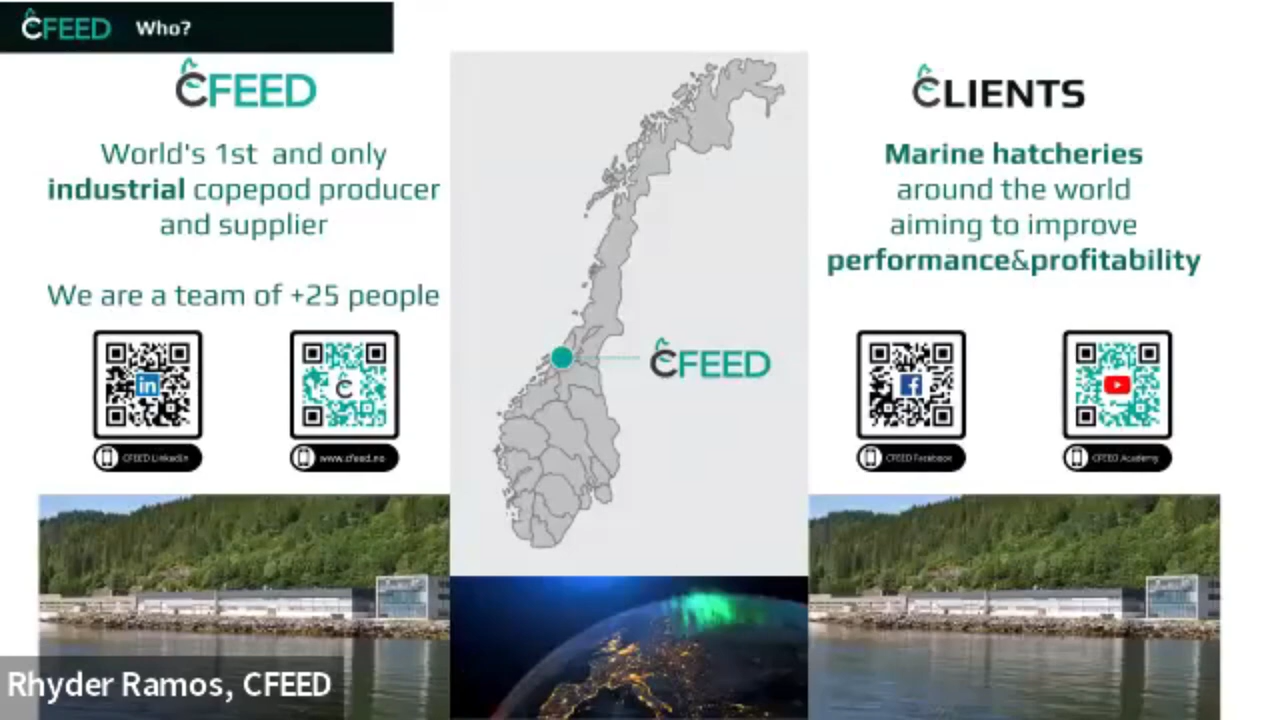 CFEED Who?
CFEED
World's 1st and only
industrial copepod producer
and supplier
We are a team of +25 people
CFEED LinkedIn
www.cfeed.no
CFEED
CLIENTS
Marine hatcheries
around the world
aiming to improve
performance&profitability
CFEED Facebook
CFEED Academy
Rhyder Ramos, CFEED